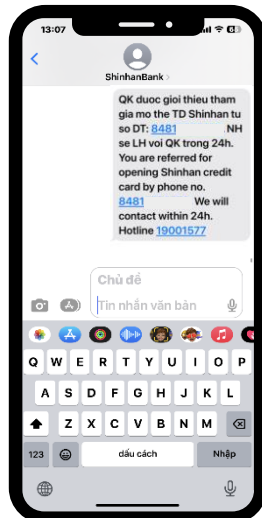 13:07
ShinhanBank
QK duoc gioi thieu tham
gia mo the TD Shinhan tu
so DT: 8481 NH
se LH voi QK trong 24h.
You are referred for
opening Shinhan credit
card by phone no.
8481 We will
contact within 24h.
Hotline 19001577
Chủ đề
Tin nhắn văn bản
Q W E R T Y U I O P
A S D F G H J K L
Z X C V B N M
123 dấu cách Nhập